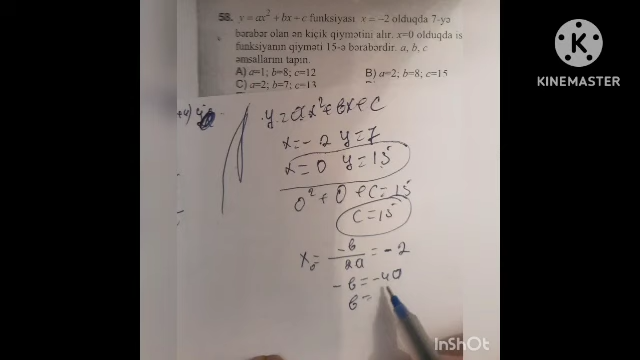 58. y = ax² + bx + c funksiyası x = −2 olduqda 7-yə
bərabər olan ən kiçik qiymətini alır. x=0 olduqda is
funksiyanın qiyməti 15-ə bərabərdir. a, b, c
əmsallarını tapın.
A) a=1; b=8; c=12 B) a=2; b=8; c=15
C) a=2; b=7; c=13
y = ax² + bx + c
x = -2 y = 7
x = 0 y = 15
0² + 0 + c = 15
c = 15
x₀ = -b/2a = -2
-b = -4a
b =
KINEMASTER
InShOt